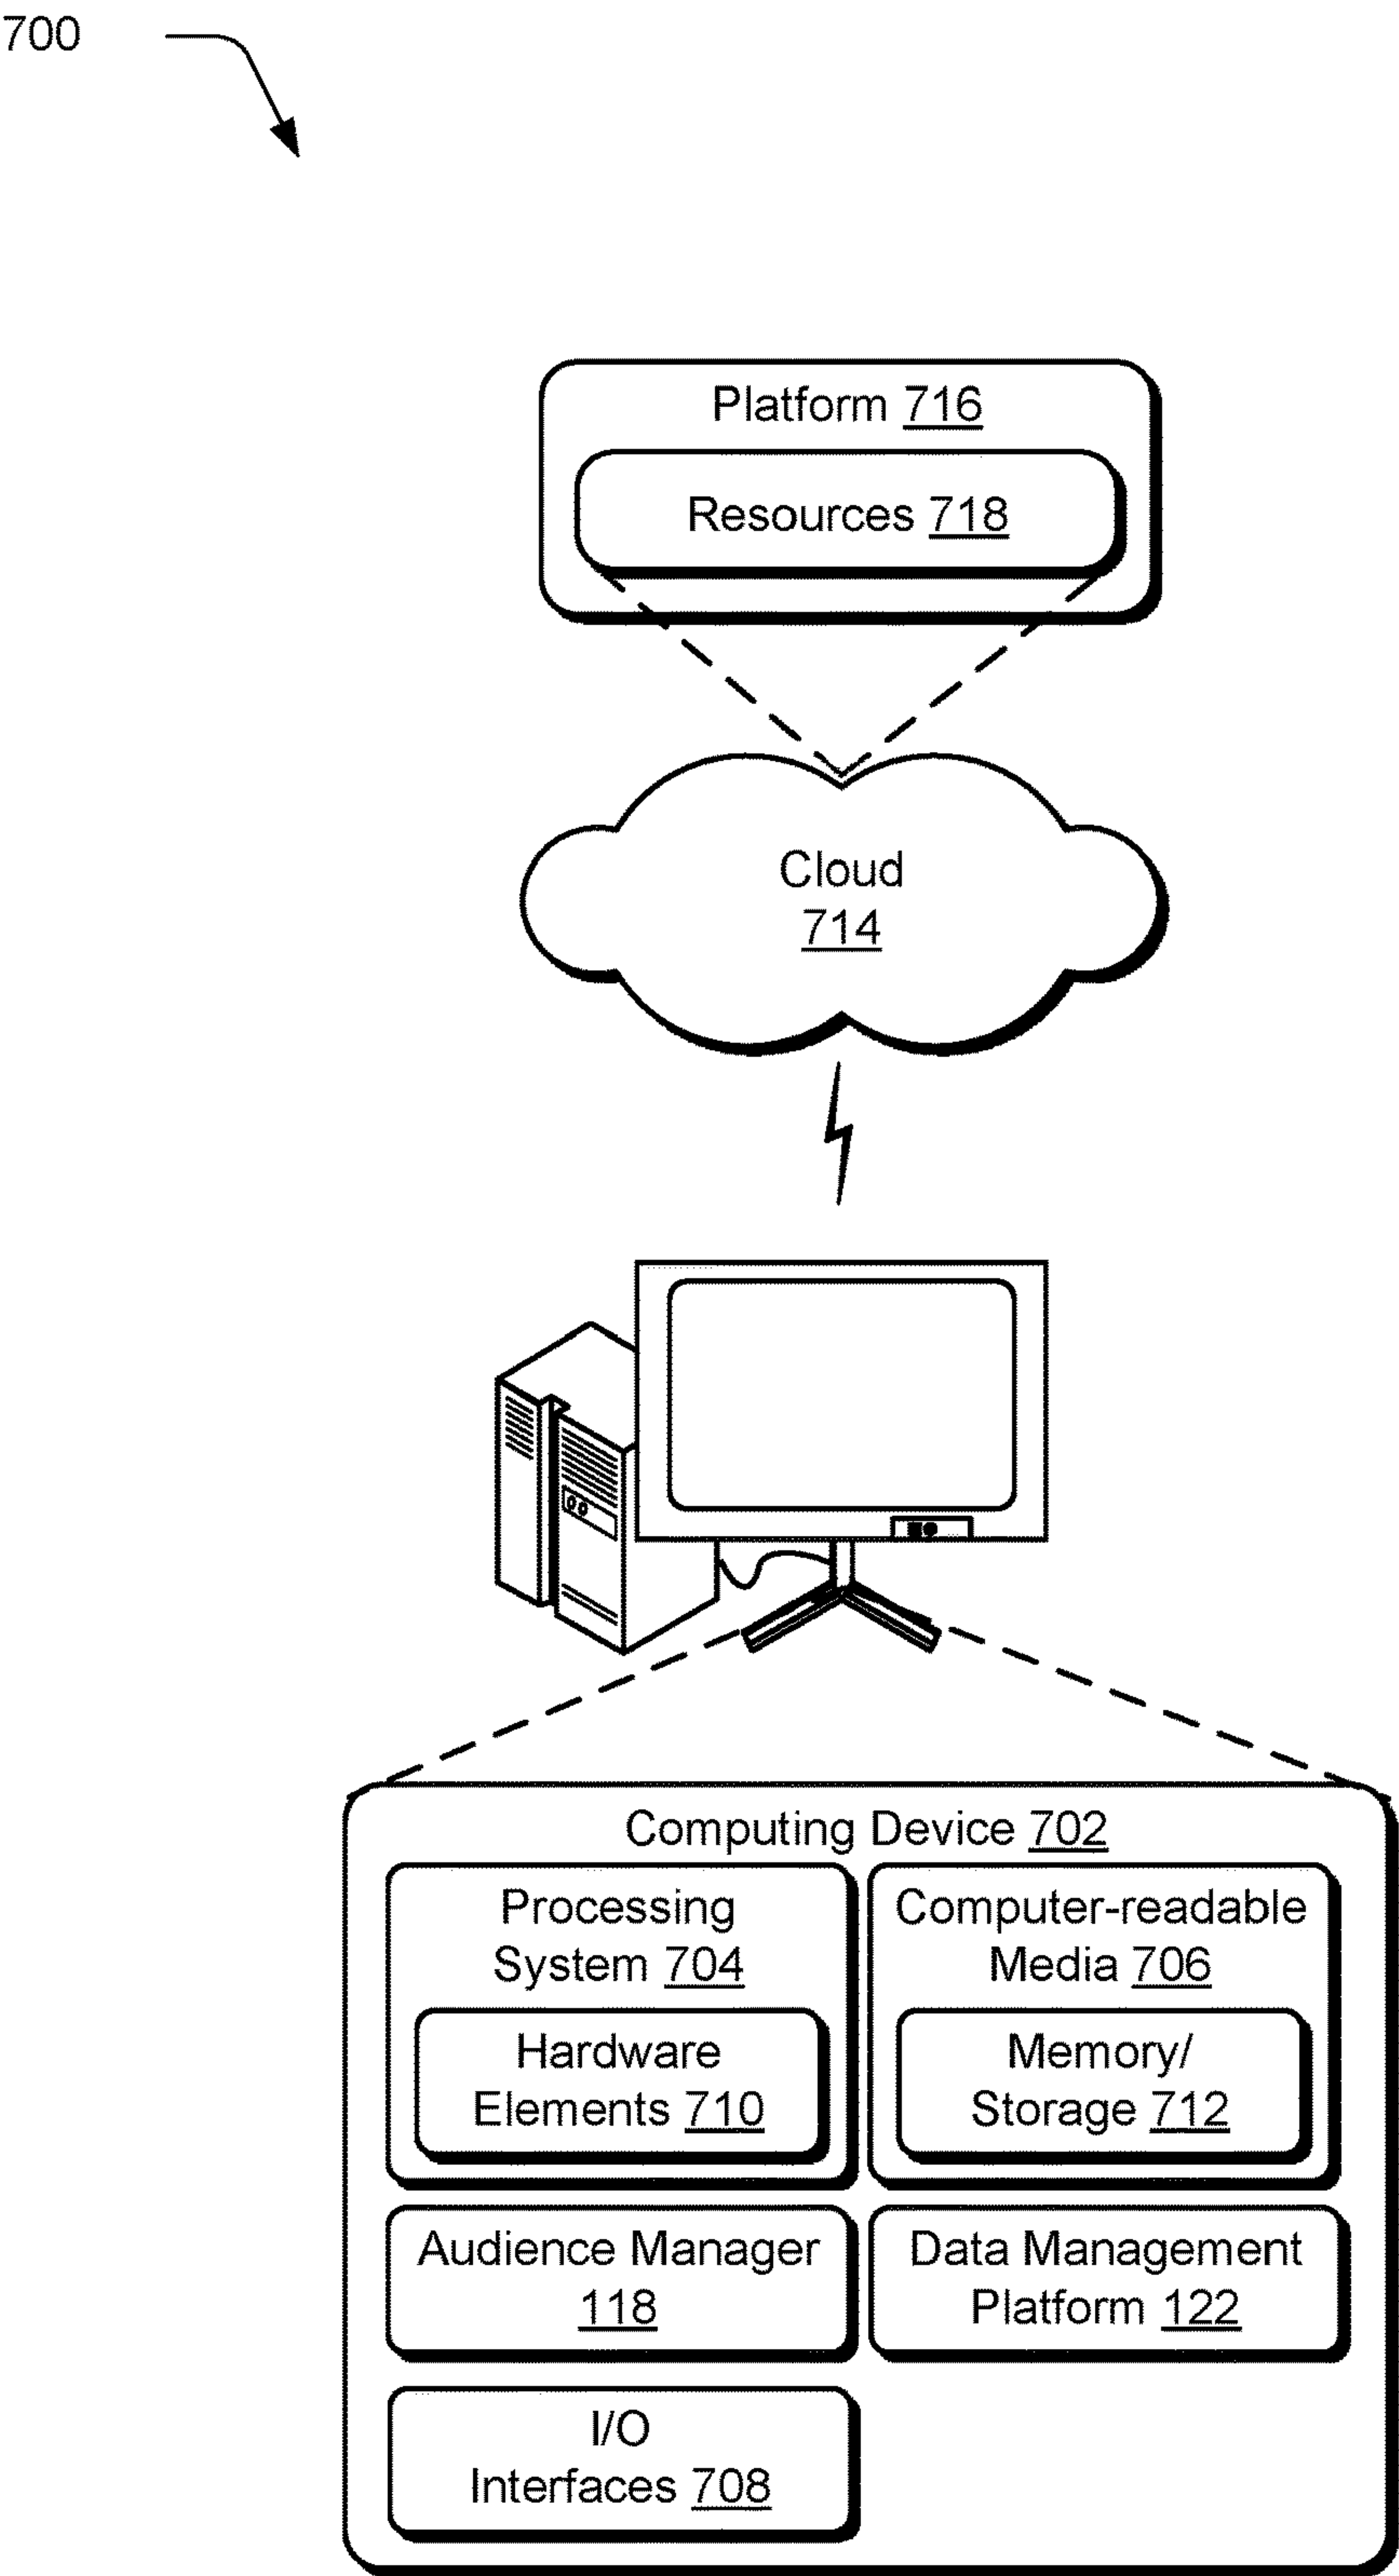 700
Platform 716
Resources 718
Cloud
714
Computing Device 702
Processing
System 704
Hardware
Elements 710
Computer-readable
Media 706
Memory/
Storage 712
Audience Manager
118
Data Management
Platform 122
I/O
Interfaces 708